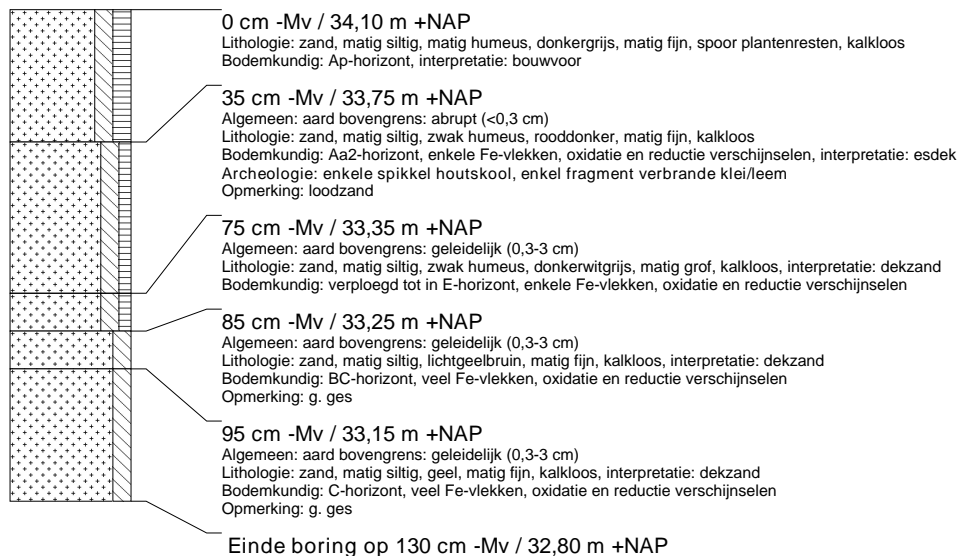 0 cm -Mv / 34,10 m +NAP
Lithologie: zand, matig siltig, matig humeus, donkergrijs, matig fijn, spoor plantenresten, kalkloos
Bodemkundig: Ap-horizont, interpretatie: bouwvoor
35 cm -Mv / 33,75 m +NAP
Algemeen: aard bovengrens: abrupt (<0,3 cm)
Lithologie: zand, matig siltig, zwak humeus, rooddonker, matig fijn, kalkloos
Bodemkundig: Aa2-horizont, enkele Fe-vlekken, oxidatie en reductie verschijnselen, interpretatie: esdek
Archeologie: enkele spikkel houtskool, enkel fragment verbrande klei/leem
Opmerking: loodzand
75 cm -Mv / 33,35 m +NAP
Algemeen: aard bovengrens: geleidelijk (0,3-3 cm)
Lithologie: zand, matig siltig, zwak humeus, donkerwitgrijs, matig grof, kalkloos, interpretatie: dekzand
Bodemkundig: verploegd tot in E-horizont, enkele Fe-vlekken, oxidatie en reductie verschijnselen
85 cm -Mv / 33,25 m +NAP
Algemeen: aard bovengrens: geleidelijk (0,3-3 cm)
Lithologie: zand, matig siltig, lichtgeelbruin, matig fijn, kalkloos, interpretatie: dekzand
Bodemkundig: BC-horizont, veel Fe-vlekken, oxidatie en reductie verschijnselen
Opmerking: g. ges
95 cm -Mv / 33,15 m +NAP
Algemeen: aard bovengrens: geleidelijk (0,3-3 cm)
Lithologie: zand, matig siltig, geel, matig fijn, kalkloos, interpretatie: dekzand
Bodemkundig: C-horizont, veel Fe-vlekken, oxidatie en reductie verschijnselen
Opmerking: g. ges
Einde boring op 130 cm -Mv / 32,80 m +NAP